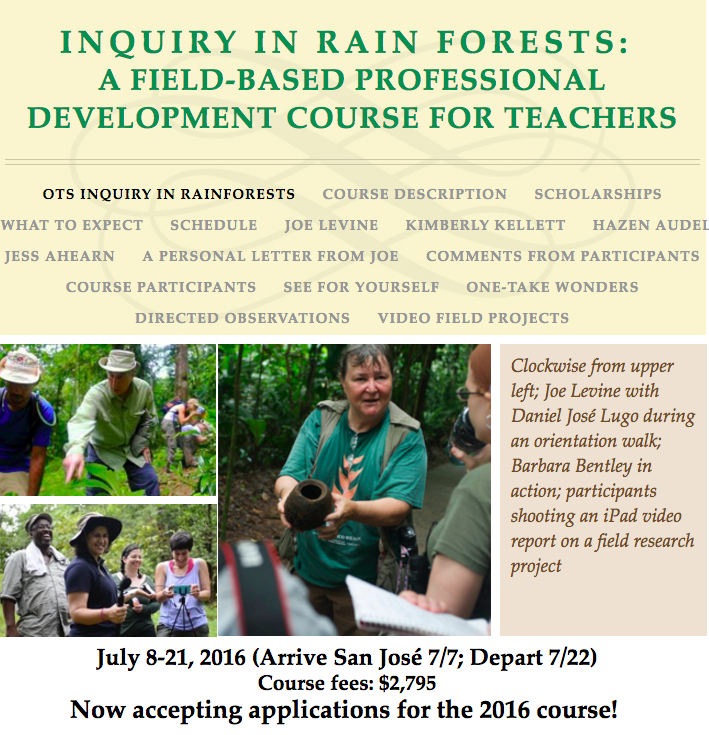 INQUIRY IN RAIN FORESTS:
A FIELD-BASED PROFESSIONAL
DEVELOPMENT COURSE FOR TEACHERS
OTS INQUIRY IN RAINFORESTS COURSE DESCRIPTION SCHOLARSHIPS
WHAT TO EXPECT SCHEDULE JOE LEVINE KIMBERLY KELLETT HAZEN AUDEL
JESS AHEARN A PERSONAL LETTER FROM JOE COMMENTS FROM PARTICIPANTS
COURSE PARTICIPANTS SEE FOR YOURSELF ONE-TAKE WONDERS
DIRECTED OBSERVATIONS VIDEO FIELD PROJECTS
Clockwise from upper
left; Joe Levine with
Daniel José Lugo during
an orientation walk;
Barbara Bentley in
action; participants
shooting an iPad video
report on a field research
project
July 8-21, 2016 (Arrive San José 7/7; Depart 7/22)
Course fees: $2,795
Now accepting applications for the 2016 course!